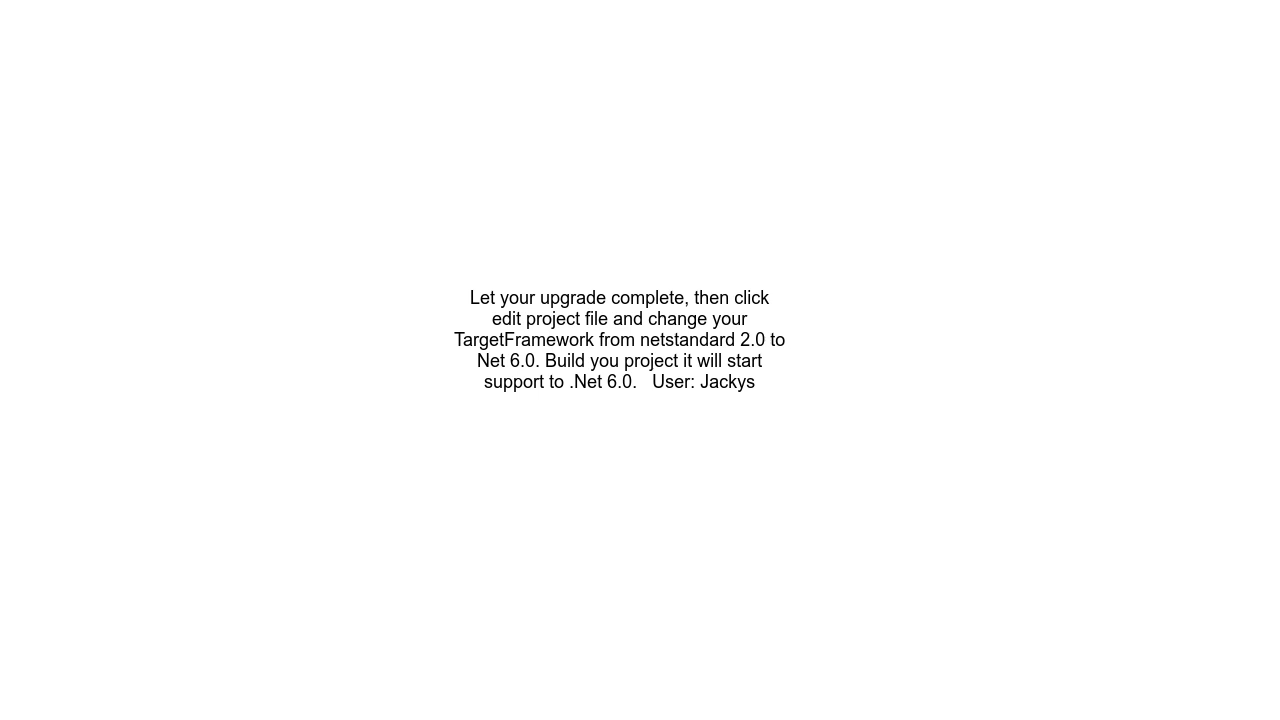 Let your upgrade complete, then click
edit project file and change your
TargetFramework from netstandard 2.0 to
Net 6.0. Build you project it will start
support to .Net 6.0.   User: Jackys